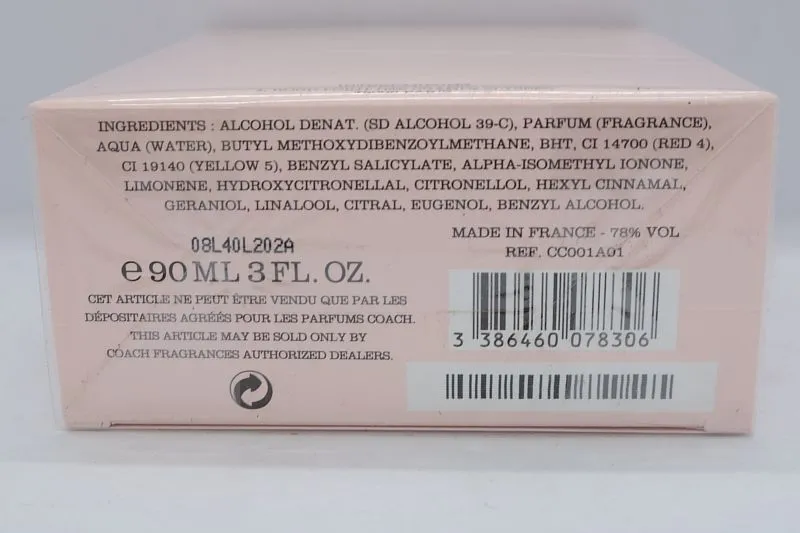 INGREDIENTS : ALCOHOL DENAT. (SD ALCOHOL 39-C), PARFUM (FRAGRANCE),
AQUA (WATER), BUTYL METHOXYDIBENZOYLMETHANE, BHT, CI 14700 (RED 4),
CI 19140 (YELLOW 5), BENZYL SALICYLATE, ALPHA-ISOMETHYL IONONE,
LIMONENE, HYDROXYCITRONELLAL, CITRONELLOL, HEXYL CINNAMAL,
GERANIOL, LINALOOL, CITRAL, EUGENOL, BENZYL ALCOHOL.
08L40L202A
℮ 90 ML 3 FL. OZ.
CET ARTICLE NE PEUT ÊTRE VENDU QUE PAR LES
DÉPOSITAIRES AGRÉÉS POUR LES PARFUMS COACH.
THIS ARTICLE MAY BE SOLD ONLY BY
COACH FRAGRANCES AUTHORIZED DEALERS.
MADE IN FRANCE - 78% VOL
REF. CC001A01
3 386460 078306